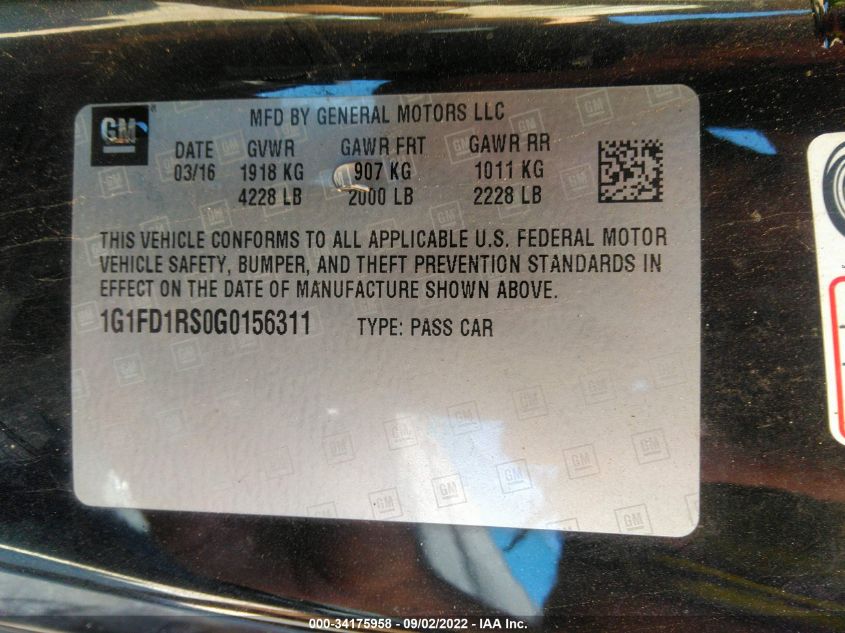 GM
MFD BY GENERAL MOTORS LLC
DATE GVWR GAWR FRT GAWR RR
03/16 1918 KG 907 KG 1011 KG
4228 LB 2000 LB 2228 LB
THIS VEHICLE CONFORMS TO ALL APPLICABLE U.S. FEDERAL MOTOR
VEHICLE SAFETY, BUMPER, AND THEFT PREVENTION STANDARDS IN
EFFECT ON THE DATE OF MANUFACTURE SHOWN ABOVE.
1G1FD1RS0G0156311 TYPE: PASS CAR
000-34175958 - 09/02/2022 - IAA Inc.